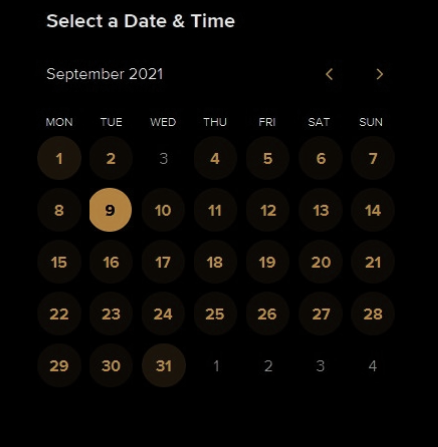 Select a Date & Time
September 2021
MON TUE WED THU FRI SAT SUN
1 2 3 4 5 6 7
8 9 10 11 12 13 14
15 16 17 18 19 20 21
22 23 24 25 26 27 28
29 30 31 1 2 3 4